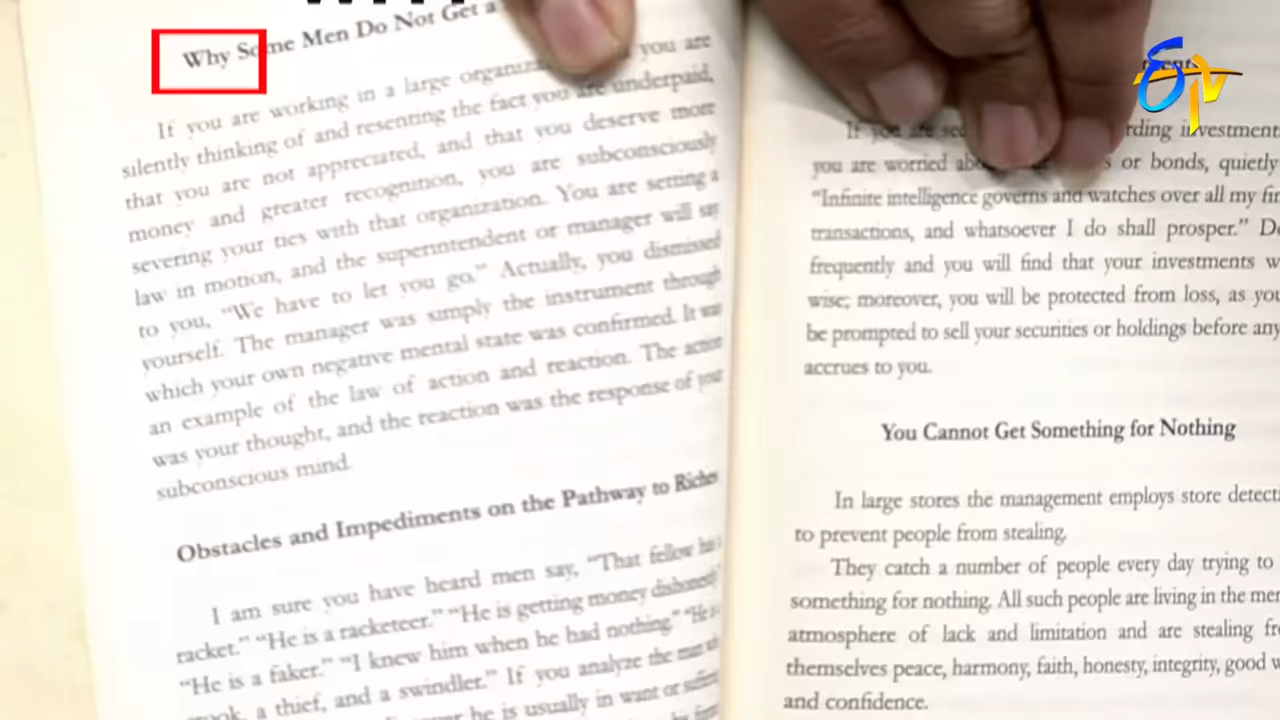 Why Some Men Do Not Get a
If you are working in a large organiz you are
silently thinking of and resenting the fact you are underpaid,
that you are not appreciated, and that you deserve more
money and greater recognition, you are subconsciously
severing your ties with that organization. You are setting a
law in motion, and the superintendent or manager will say
to you, “We have to let you go.” Actually, you dismissed
yourself. The manager was simply the instrument through
which your own negative mental state was confirmed. It was
an example of the law of action and reaction. The action
was your thought, and the reaction was the response of your
subconscious mind.
Obstacles and Impediments on the Pathway to Riches
I am sure you have heard men say, “That fellow has a
racket.” “He is a racketeer.” “He is getting money dishonestly.”
“He is a faker.” “I knew him when he had nothing.” “He is
a thief, and a swindler.” If you analyze the man who
he is usually in want or
ETV
If you are rding investment
you are worried s or bonds, quietly
“Infinite intelligence governs and watches over all my fin
transactions, and whatsoever I do shall prosper.” Do
frequently and you will find that your investments w
wise; moreover, you will be protected from loss, as you
be prompted to sell your securities or holdings before any
accrues to you.
You Cannot Get Something for Nothing
In large stores the management employs store detecti
to prevent people from stealing.
They catch a number of people every day trying to
something for nothing. All such people are living in the men
atmosphere of lack and limitation and are stealing fro
themselves peace, harmony, faith, honesty, integrity, good w
and confidence.